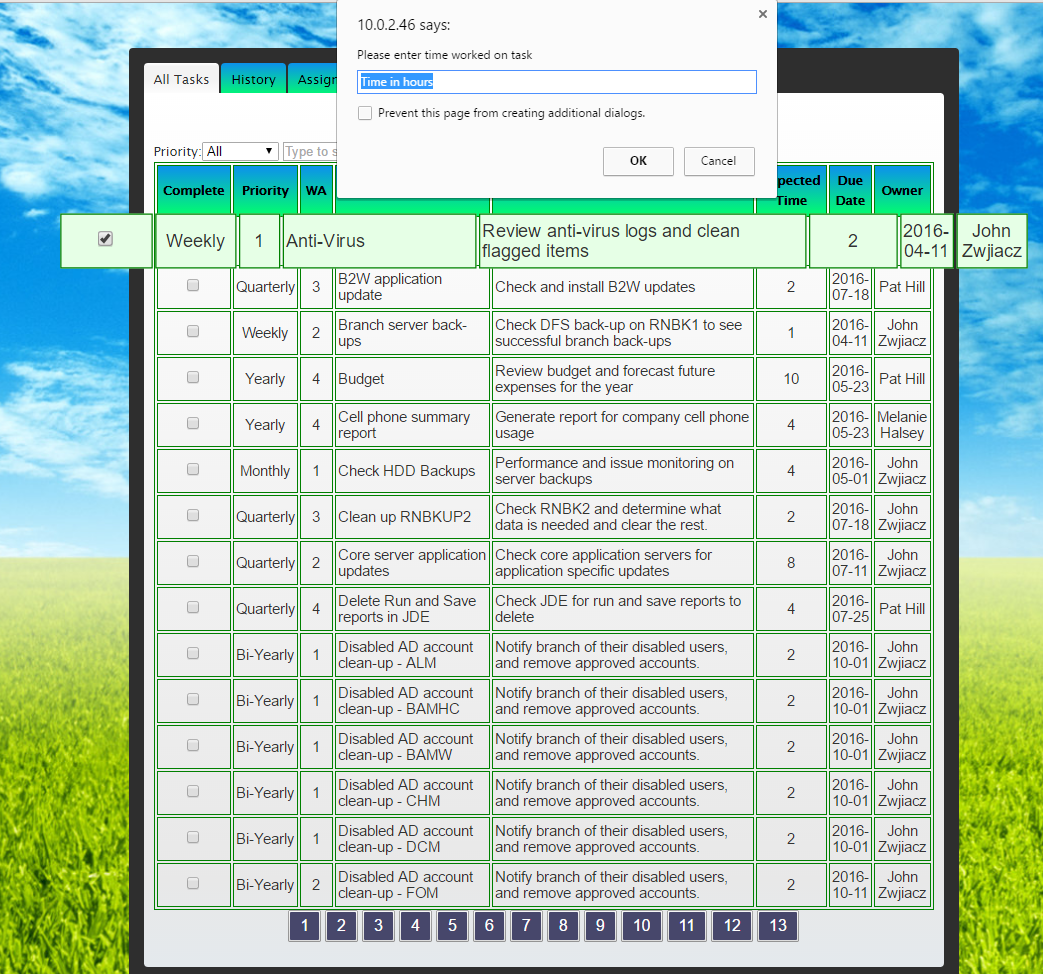 10.0.2.46 says:
Please enter time worked on task
Time in hours
Prevent this page from creating additional dialogs.
OK Cancel
All Tasks History Assign
Priority: All Type to s
Complete Priority WA pected Time Due Date Owner
Weekly 1 Anti-Virus Review anti-virus logs and clean flagged items 2 2016-04-11 John Zwjiacz
Quarterly 3 B2W application update Check and install B2W updates 2 2016-07-18 Pat Hill
Weekly 2 Branch server back-ups Check DFS back-up on RNBK1 to see successful branch back-ups 1 2016-04-11 John Zwjiacz
Yearly 4 Budget Review budget and forecast future expenses for the year 10 2016-05-23 Pat Hill
Yearly 4 Cell phone summary report Generate report for company cell phone usage 4 2016-05-23 Melanie Halsey
Monthly 1 Check HDD Backups Performance and issue monitoring on server backups 4 2016-05-01 John Zwjiacz
Quarterly 3 Clean up RNBKUP2 Check RNBK2 and determine what data is needed and clear the rest. 2 2016-07-18 John Zwjiacz
Quarterly 2 Core server application updates Check core application servers for application specific updates 8 2016-07-11 John Zwjiacz
Quarterly 4 Delete Run and Save reports in JDE Check JDE for run and save reports to delete 4 2016-07-25 Pat Hill
Bi-Yearly 1 Disabled AD account clean-up - ALM Notify branch of their disabled users, and remove approved accounts. 2 2016-10-01 John Zwjiacz
Bi-Yearly 1 Disabled AD account clean-up - BAMHC Notify branch of their disabled users, and remove approved accounts. 2 2016-10-01 John Zwjiacz
Bi-Yearly 1 Disabled AD account clean-up - BAMW Notify branch of their disabled users, and remove approved accounts. 2 2016-10-01 John Zwjiacz
Bi-Yearly 1 Disabled AD account clean-up - CHM Notify branch of their disabled users, and remove approved accounts. 2 2016-10-01 John Zwjiacz
Bi-Yearly 1 Disabled AD account clean-up - DCM Notify branch of their disabled users, and remove approved accounts. 2 2016-10-01 John Zwjiacz
Bi-Yearly 2 Disabled AD account clean-up - FOM Notify branch of their disabled users, and remove approved accounts. 2 2016-10-11 John Zwjiacz
1 2 3 4 5 6 7 8 9 10 11 12 13